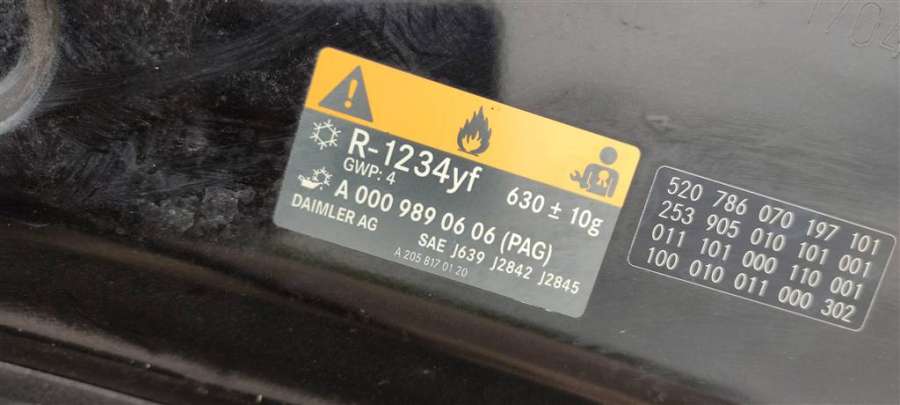 R-1234yf 630 ± 10g
GWP: 4
A 000 989 06 06 (PAG)
DAIMLER AG SAE J639 J2842 J2845
A 205 817 01 20
520 786 070 197 101
253 905 010 101 001
011 101 000 110 001
100 010 011 000 302